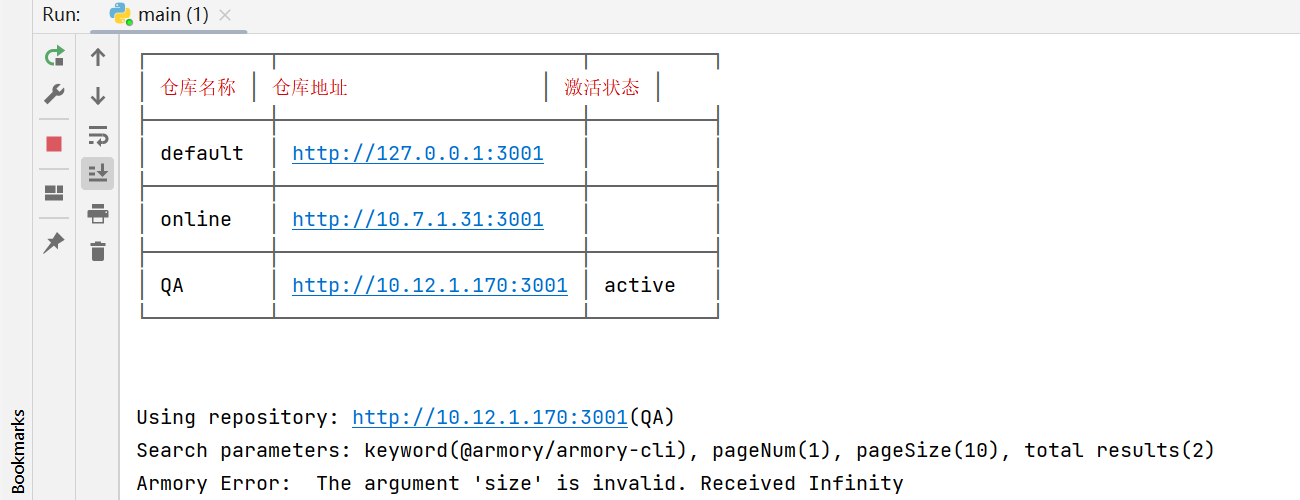 Run: main (1)
仓库名称 仓库地址 激活状态
default http://127.0.0.1:3001
online http://10.7.1.31:3001
QA http://10.12.1.170:3001 active
Using repository: http://10.12.1.170:3001(QA)
Search parameters: keyword(@armory/armory-cli), pageNum(1), pageSize(10), total results(2)
Armory Error:  The argument 'size' is invalid. Received Infinity
Bookmarks